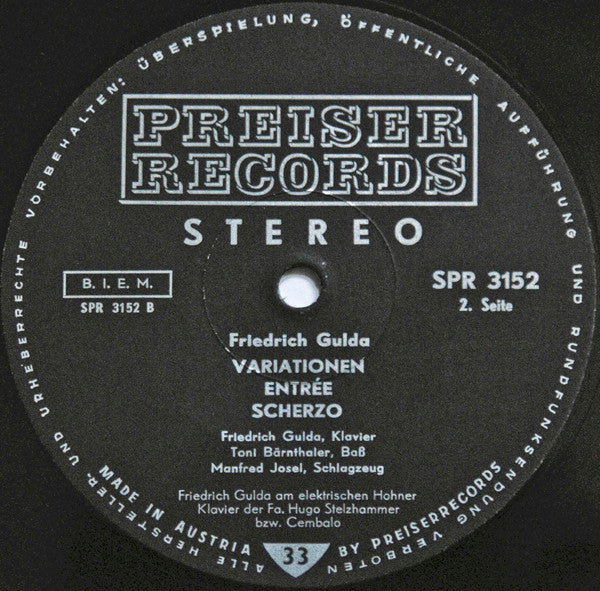 ALLE HERSTELLER- UND URHEBERRECHTE VORBEHALTEN: ÜBERSPIELUNG, ÖFFENTLICHE AUFFÜHRUNG UND RUNDFUNKSENDUNG VERBOTEN
PREISER
RECORDS
STEREO
B. I. E. M.
SPR 3152 B
SPR 3152
2. Seite
Friedrich Gulda
VARIATIONEN
ENTRÉE
SCHERZO
Friedrich Gulda, Klavier
Toni Bärnthaler, Baß
Manfred Josel, Schlagzeug
Friedrich Gulda am elektrischen Hohner
Klavier der Fa. Hugo Stelzhammer
bzw. Cembalo
MADE IN AUSTRIA
33
BY PREISERRECORDS